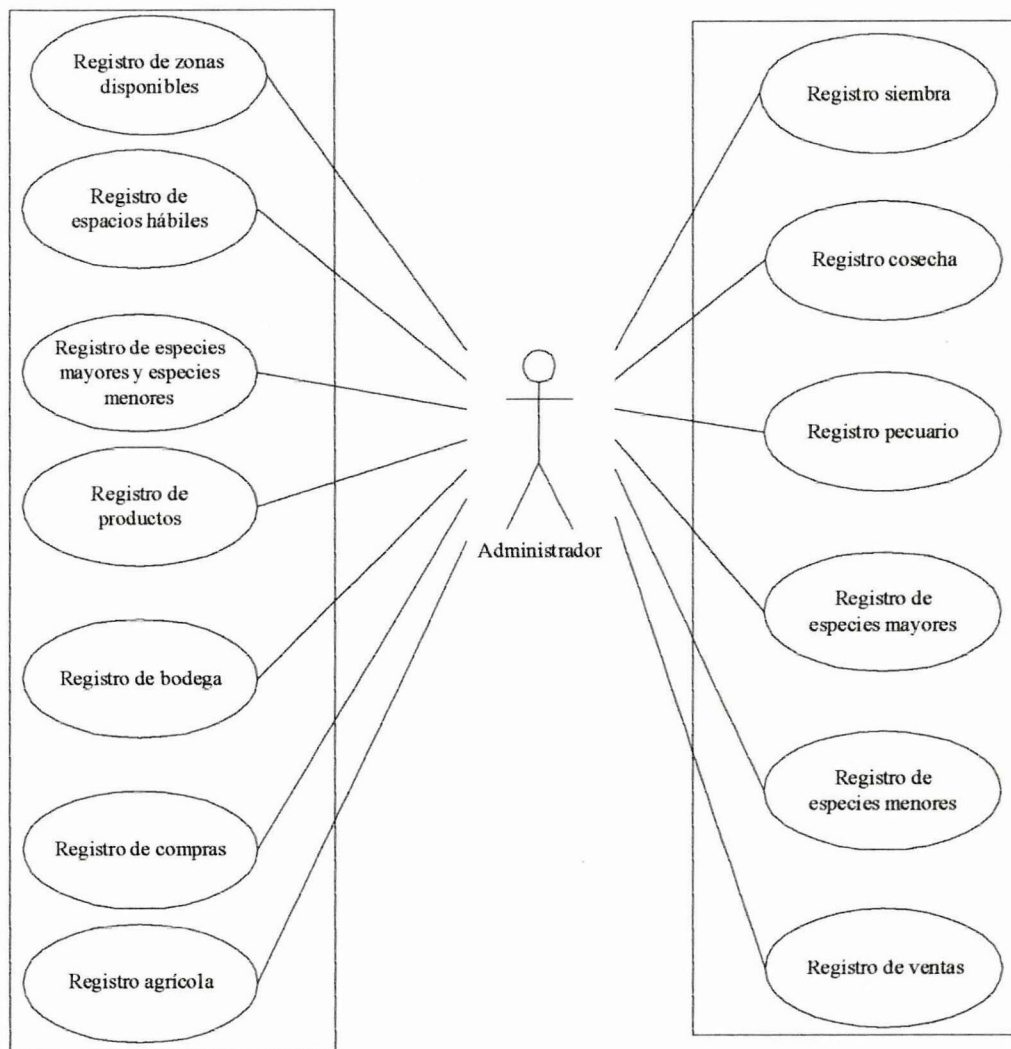 Registro de zonas
disponibles
Registro de
espacios hábiles
Registro de especies
mayores y especies
menores
Registro de
productos
Registro de bodega
Registro de compras
Registro agrícola
Administrador
Registro siembra
Registro cosecha
Registro pecuario
Registro de
especies mayores
Registro de
especies menores
Registro de ventas